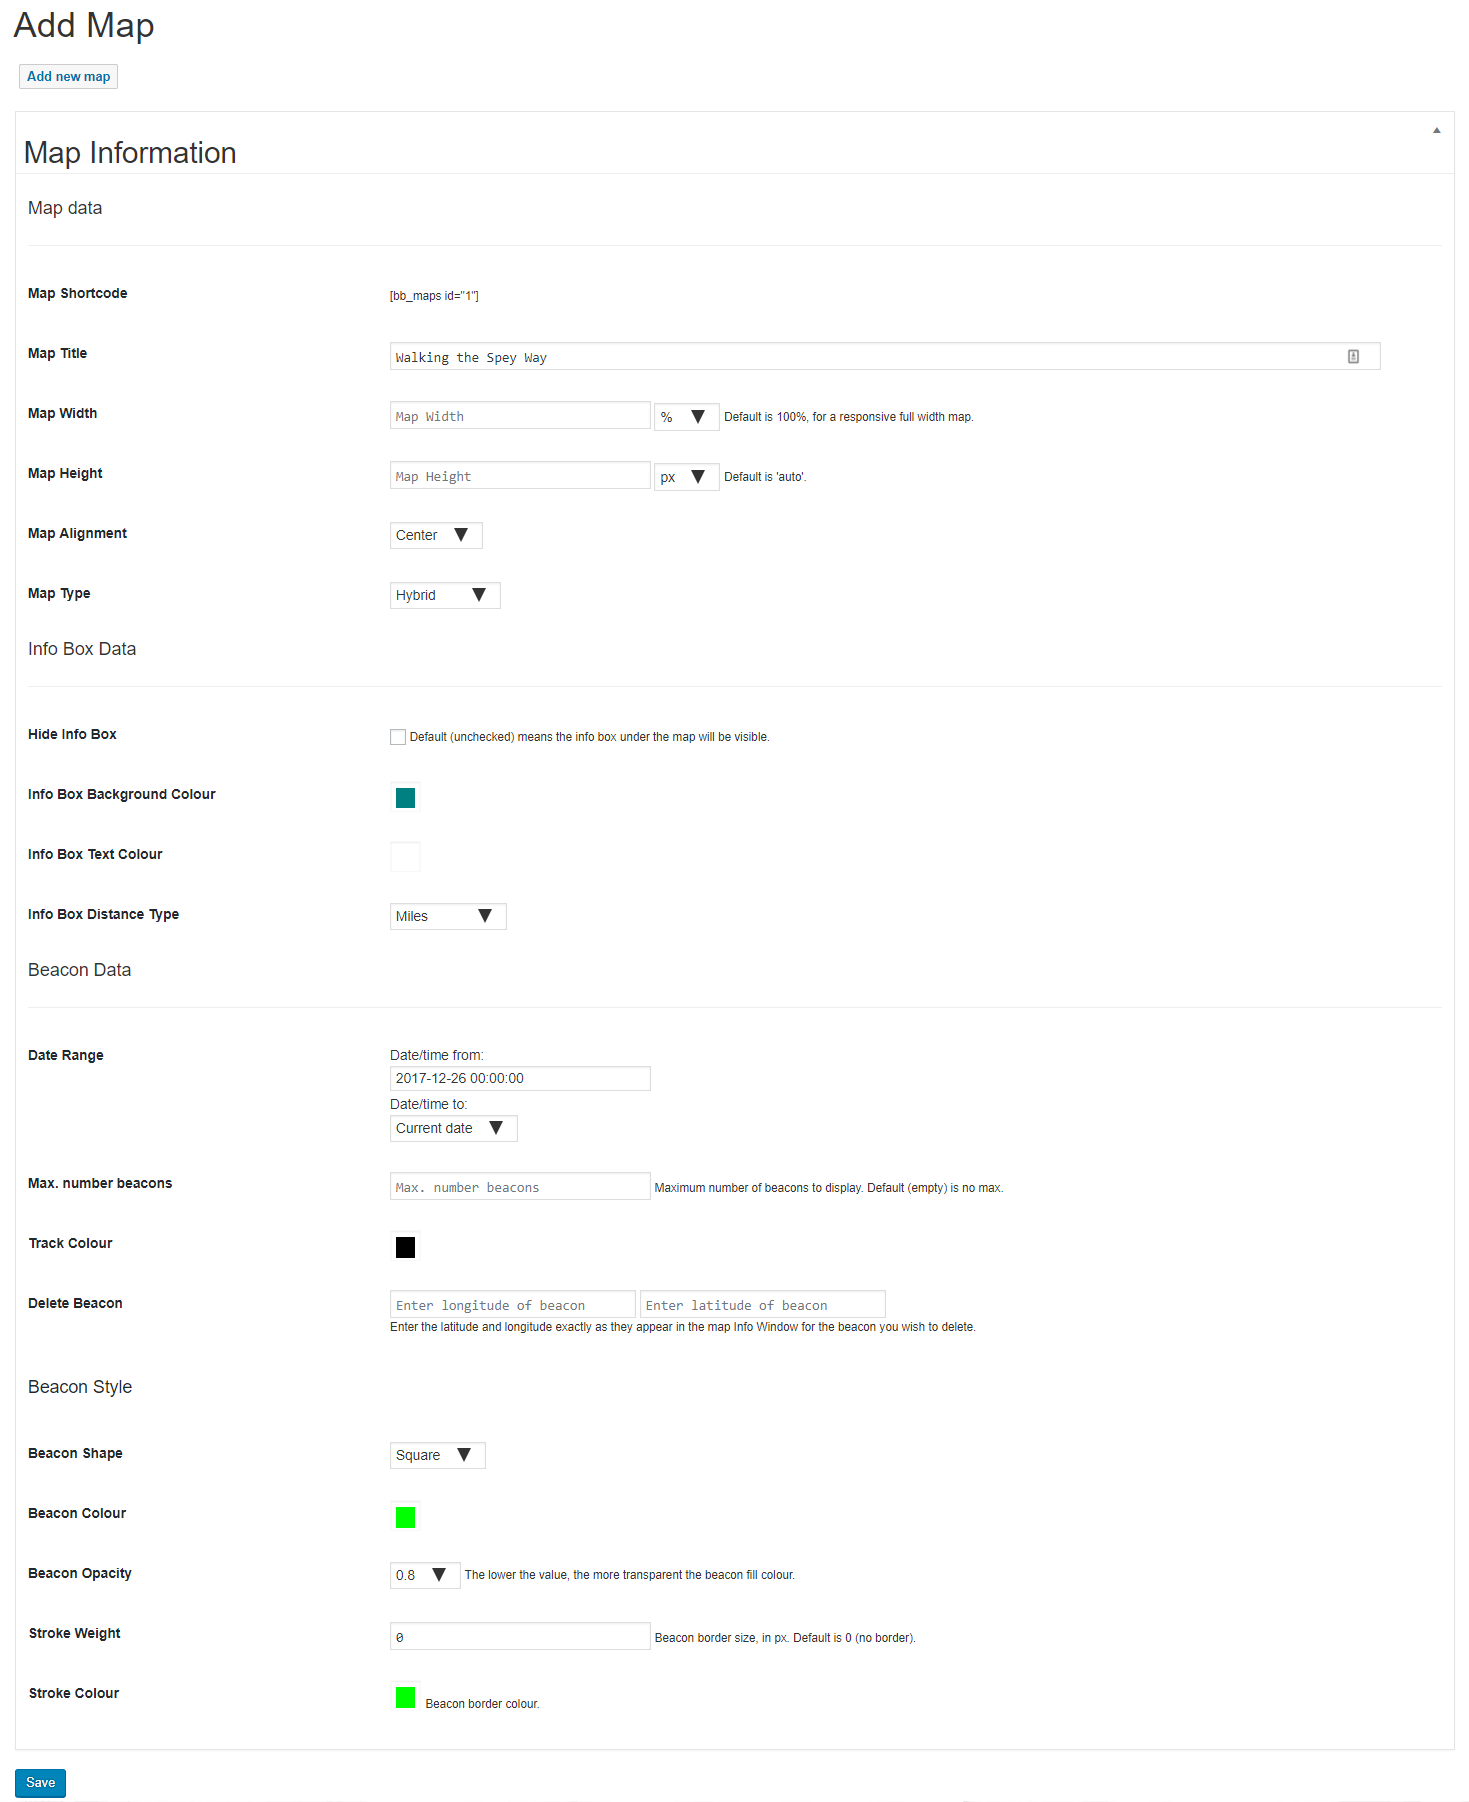 Add Map
Add new map
Map Information
Map data
Map Shortcode
[bb_maps id="1"]
Map Title
Walking the Spey Way
Map Width
Map Width % Default is 100%, for a responsive full width map.
Map Height
Map Height px Default is 'auto'.
Map Alignment
Center
Map Type
Hybrid
Info Box Data
Hide Info Box
Default (unchecked) means the info box under the map will be visible.
Info Box Background Colour
Info Box Text Colour
Info Box Distance Type
Miles
Beacon Data
Date Range
Date/time from:
2017-12-26 00:00:00
Date/time to:
Current date
Max. number beacons
Max. number beacons Maximum number of beacons to display. Default (empty) is no max.
Track Colour
Delete Beacon
Enter longitude of beacon Enter latitude of beacon
Enter the latitude and longitude exactly as they appear in the map Info Window for the beacon you wish to delete.
Beacon Style
Beacon Shape
Square
Beacon Colour
Beacon Opacity
0.8 The lower the value, the more transparent the beacon fill colour.
Stroke Weight
0 Beacon border size, in px. Default is 0 (no border).
Stroke Colour
Beacon border colour.
Save